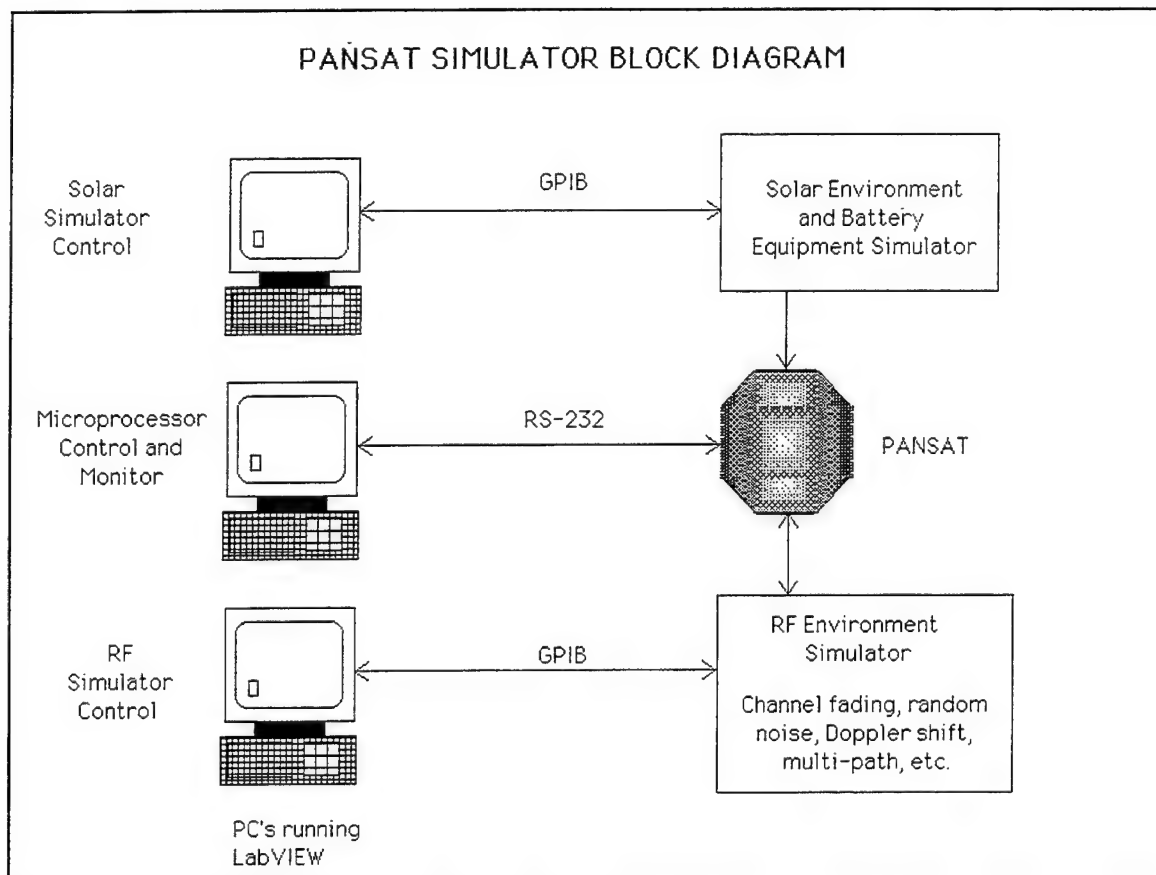 PANSAT SIMULATOR BLOCK DIAGRAM
Solar
Simulator
Control
GPIB
Solar Environment
and Battery
Equipment Simulator
Microprocessor
Control and
Monitor
RS-232
PANSAT
RF
Simulator
Control
GPIB
RF Environment
Simulator
Channel fading, random
noise, Doppler shift,
multi-path, etc.
PC's running
LabVIEW